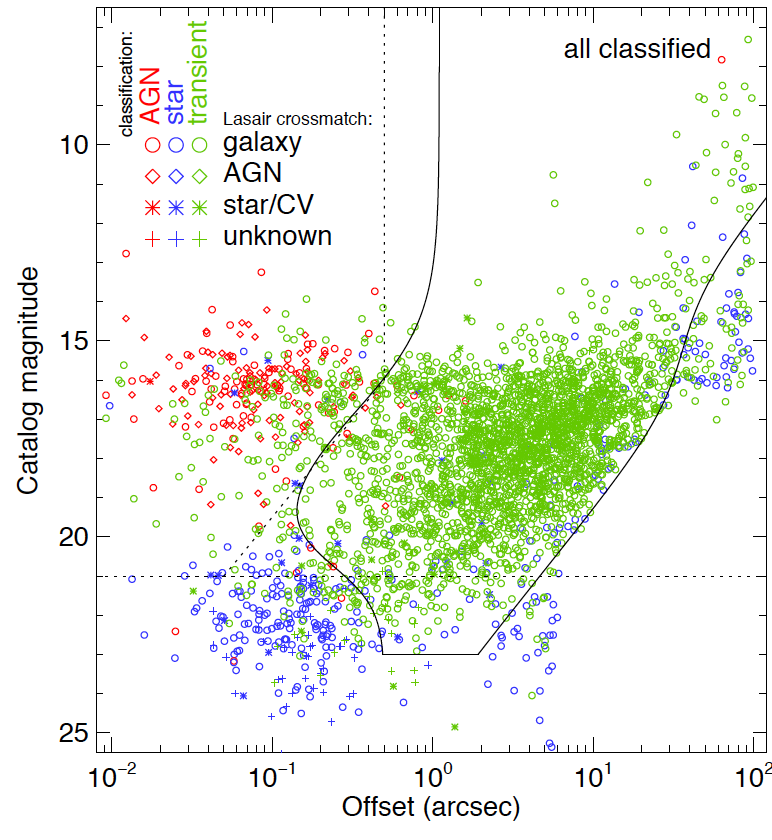 all classified
classification:
AGN
star
transient
Lasair crossmatch:
galaxy
AGN
star/CV
unknown
10
15
20
25
Catalog magnitude
10⁻² 10⁻¹ 10⁰ 10¹ 10²
Offset (arcsec)